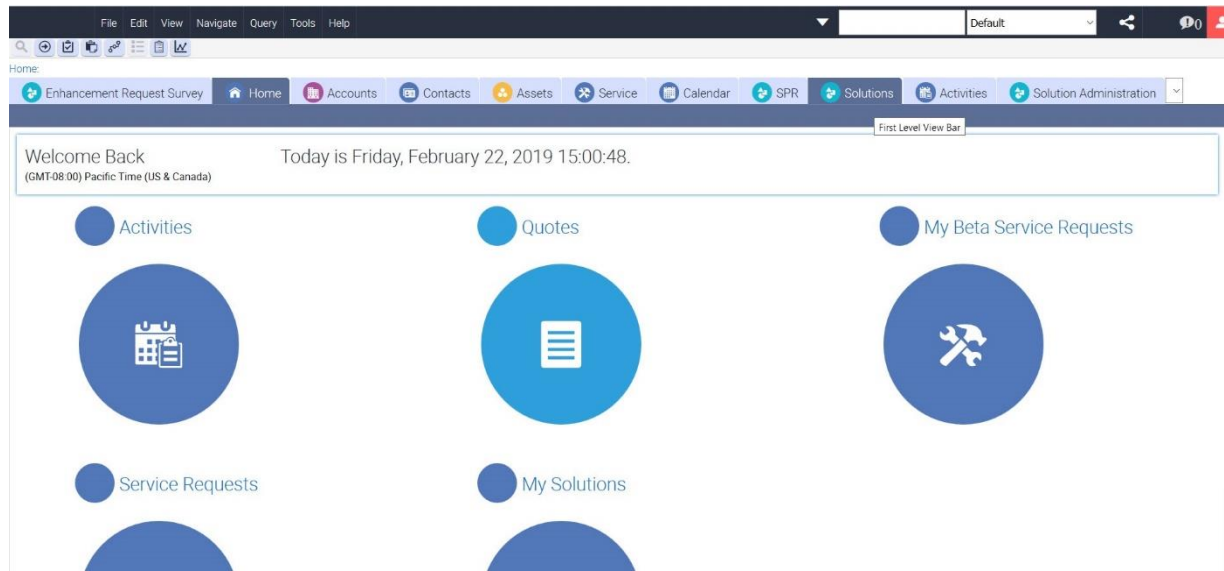 File Edit View Navigate Query Tools Help Default 0
Home:
Enhancement Request Survey Home Accounts Contacts Assets Service Calendar SPR Solutions Activities Solution Administration
First Level View Bar
Welcome Back Today is Friday, February 22, 2019 15:00:48.
(GMT-08:00) Pacific Time (US & Canada)
Activities Quotes My Beta Service Requests
Service Requests My Solutions